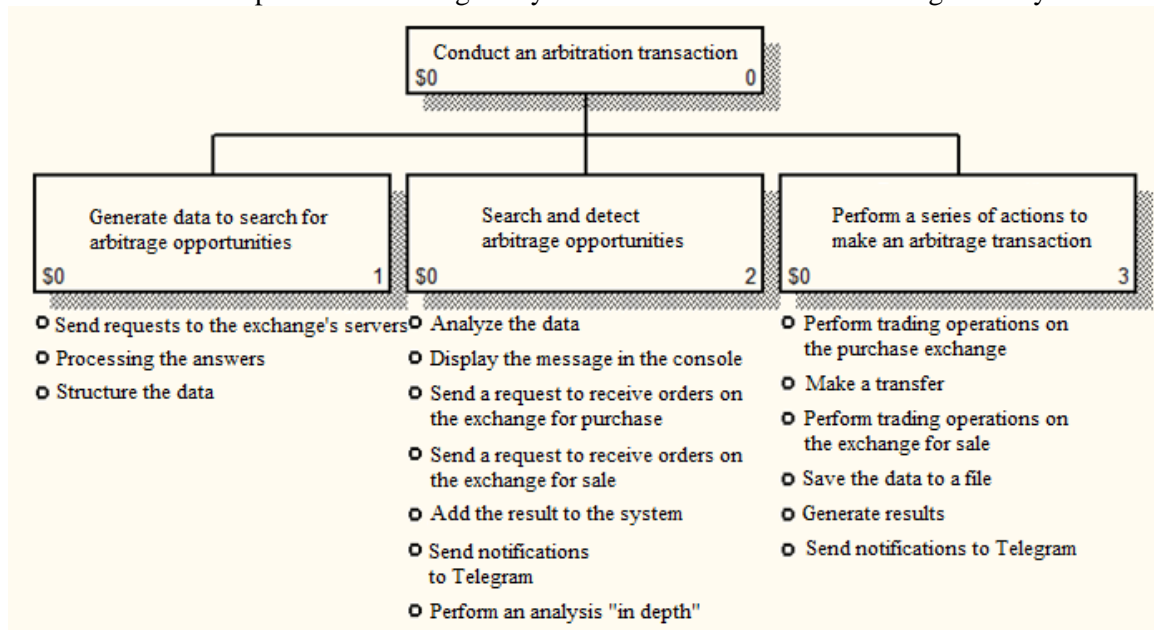 Conduct an arbitration transaction
$0 0
Generate data to search for
arbitrage opportunities
$0 1
Search and detect
arbitrage opportunities
$0 2
Perform a series of actions to
make an arbitrage transaction
$0 3
Send requests to the exchange's servers
Processing the answers
Structure the data
Analyze the data
Display the message in the console
Send a request to receive orders on
the exchange for purchase
Send a request to receive orders on
the exchange for sale
Add the result to the system
Send notifications
to Telegram
Perform an analysis "in depth"
Perform trading operations on
the purchase exchange
Make a transfer
Perform trading operations on
the exchange for sale
Save the data to a file
Generate results
Send notifications to Telegram